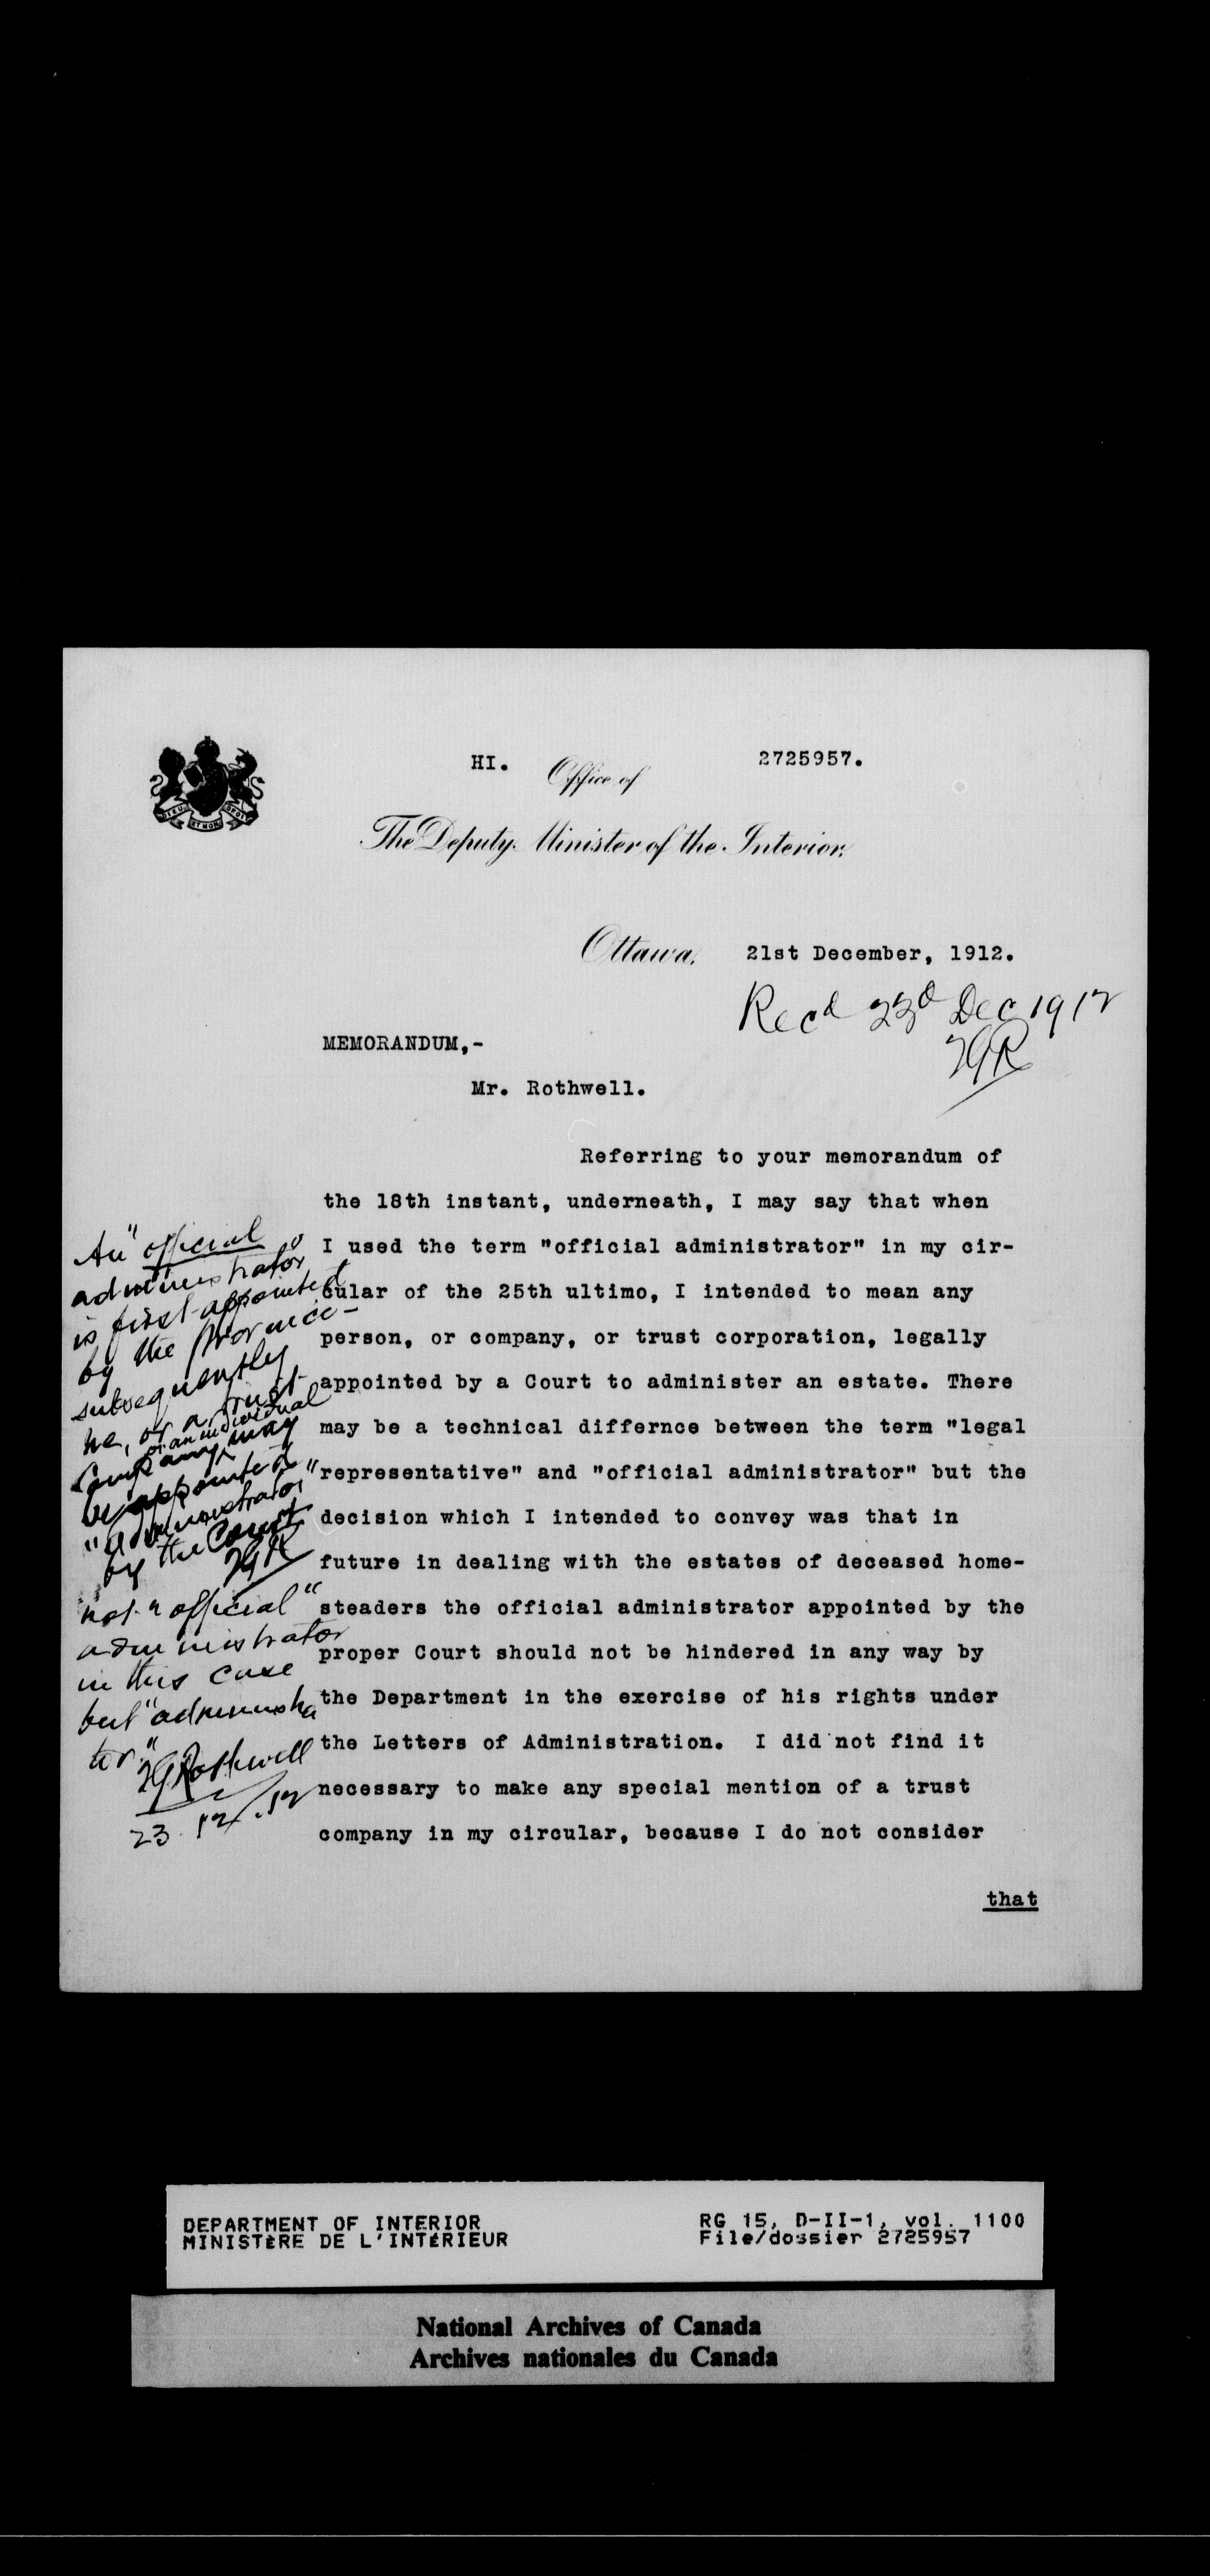 HI.
2725957.
Office of
The Deputy Minister of the Interior.
DIEU ET MON DROIT
Ottawa, 21st December, 1912.
Recd 23d Dec 1912
MEMORANDUM,-
Mr. Rothwell.
Referring to your memorandum of
the 18th instant, underneath, I may say that when
I used the term "official administrator" in my cir-
cular of the 25th ultimo, I intended to mean any
person, or company, or trust corporation, legally
appointed by a Court to administer an estate. There
may be a technical differnce between the term "legal
representative" and "official administrator" but the
decision which I intended to convey was that in
future in dealing with the estates of deceased home-
steaders the official administrator appointed by the
proper Court should not be hindered in any way by
the Department in the exercise of his rights under
the Letters of Administration. I did not find it
necessary to make any special mention of a trust
company in my circular, because I do not consider
that
An "official
administrator"
is first appointed
by the Province -
subsequently
he, or a trust
or an individual
Company, may
be appointed
"administrator"
by the Court
not "official"
administrator
in this case
but "administra
tor."
Rothwell
23.12.12
DEPARTMENT OF INTERIOR
MINISTÈRE DE L'INTÉRIEUR
RG 15, D-II-1, vol. 1100
File/dossier 2725957
National Archives of Canada
Archives nationales du Canada